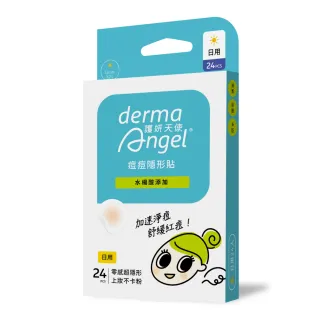 日用
24PCS
derma
護妍天使
Angel®
痘痘隱形貼
水楊酸添加
加速淨痘
舒緩紅痘!
日用
24PCS
零感超隱形
上妝不卡粉